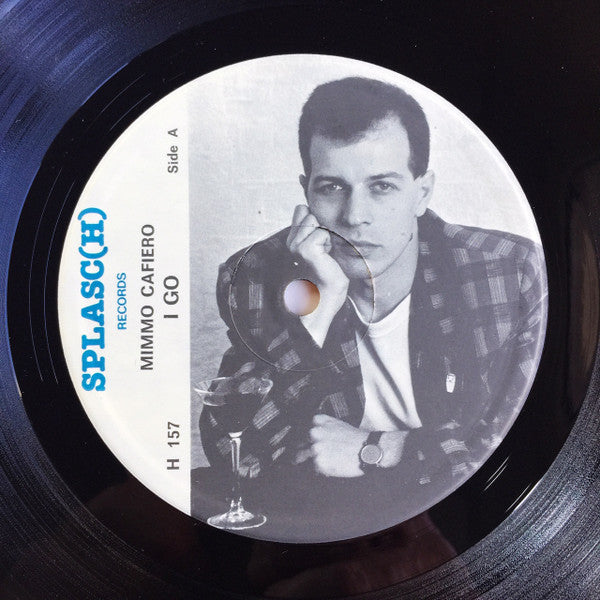 SPLASC(H)
RECORDS
MIMMO CAFIERO
I GO
H 157
Side A